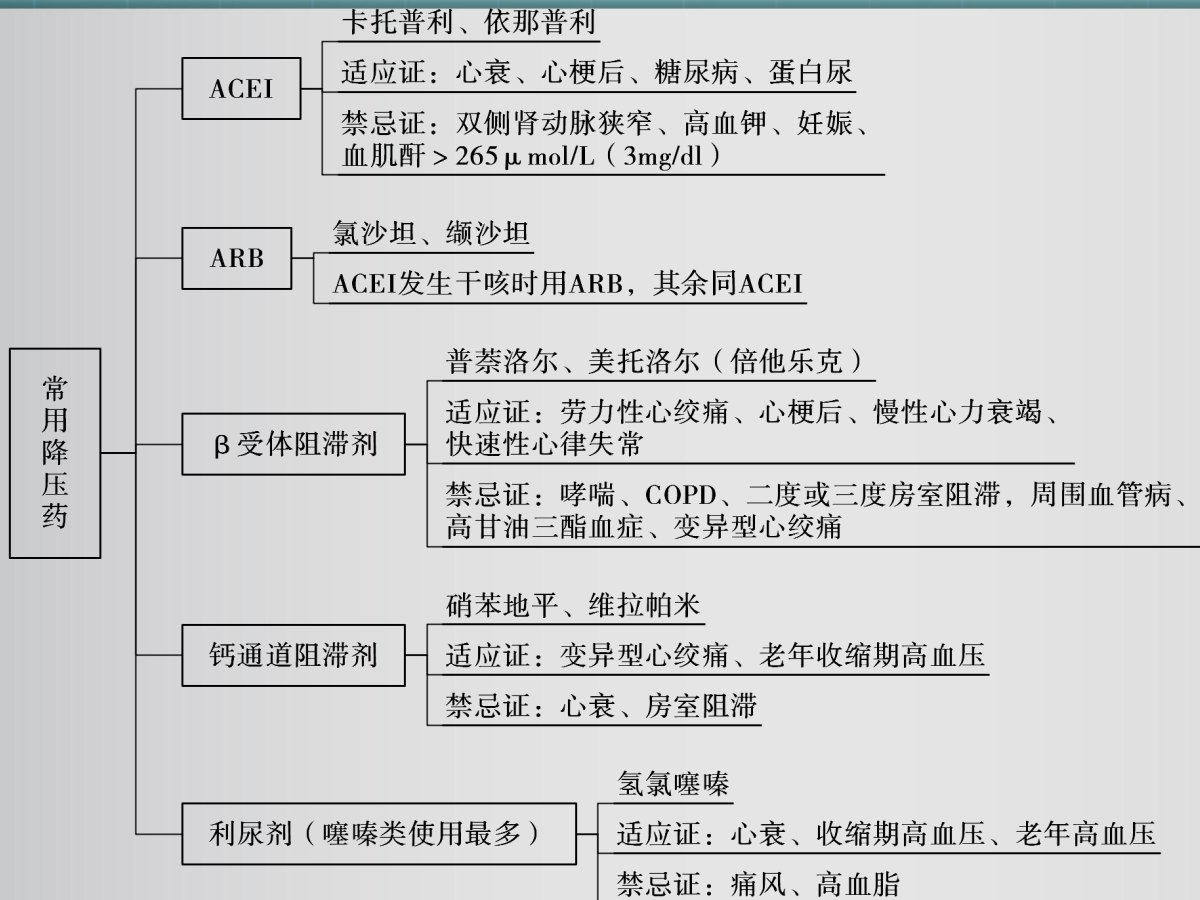 常用降压药
ACEI
卡托普利、依那普利
适应证：心衰、心梗后、糖尿病、蛋白尿
禁忌证：双侧肾动脉狭窄、高血钾、妊娠、
血肌酐＞265μmol/L（3mg/dl）
ARB
氯沙坦、缬沙坦
ACEI发生干咳时用ARB，其余同ACEI
β受体阻滞剂
普萘洛尔、美托洛尔（倍他乐克）
适应证：劳力性心绞痛、心梗后、慢性心力衰竭、
快速性心律失常
禁忌证：哮喘、COPD、二度或三度房室阻滞，周围血管病、
高甘油三酯血症、变异型心绞痛
钙通道阻滞剂
硝苯地平、维拉帕米
适应证：变异型心绞痛、老年收缩期高血压
禁忌证：心衰、房室阻滞
利尿剂（噻嗪类使用最多）
氢氯噻嗪
适应证：心衰、收缩期高血压、老年高血压
禁忌证：痛风、高血脂